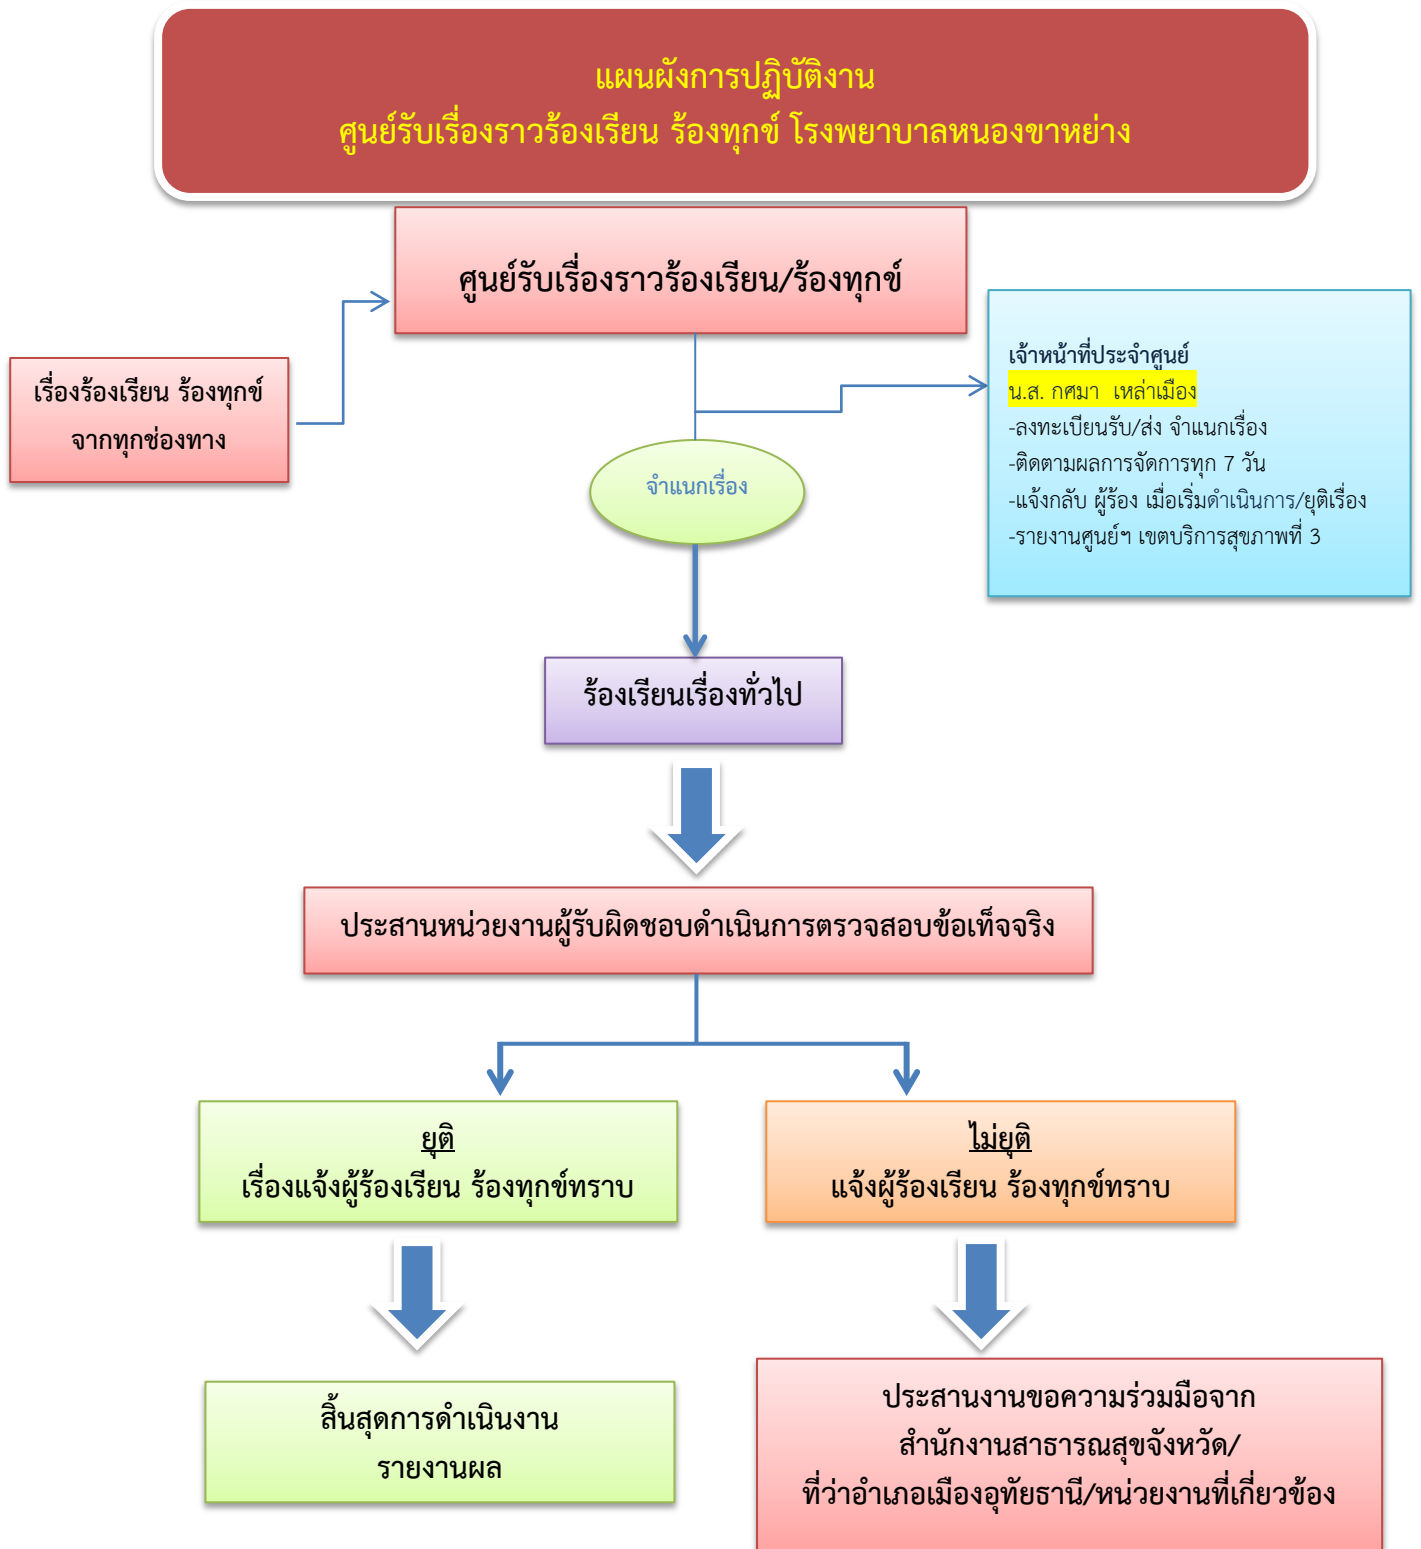 แผนผังการปฏิบัติงาน
ศูนย์รับเรื่องราวร้องเรียน ร้องทุกข์ โรงพยาบาลหนองขาหย่าง
ศูนย์รับเรื่องราวร้องเรียน/ร้องทุกข์
เรื่องร้องเรียน ร้องทุกข์
จากทุกช่องทาง
เจ้าหน้าที่ประจำศูนย์
น.ส. กศมา เหล่าเมือง
-ลงทะเบียนรับ/ส่ง จำแนกเรื่อง
-ติดตามผลการจัดการทุก 7 วัน
-แจ้งกลับ ผู้ร้อง เมื่อเริ่มดำเนินการ/ยุติเรื่อง
-รายงานศูนย์ฯ เขตบริการสุขภาพที่ 3
จำแนกเรื่อง
ร้องเรียนเรื่องทั่วไป
ประสานหน่วยงานผู้รับผิดชอบดำเนินการตรวจสอบข้อเท็จจริง
ยุติ
เรื่องแจ้งผู้ร้องเรียน ร้องทุกข์ทราบ
ไม่ยุติ
แจ้งผู้ร้องเรียน ร้องทุกข์ทราบ
สิ้นสุดการดำเนินงาน
รายงานผล
ประสานงานขอความร่วมมือจาก
สำนักงานสาธารณสุขจังหวัด/
ที่ว่าอำเภอเมืองอุทัยธานี/หน่วยงานที่เกี่ยวข้อง